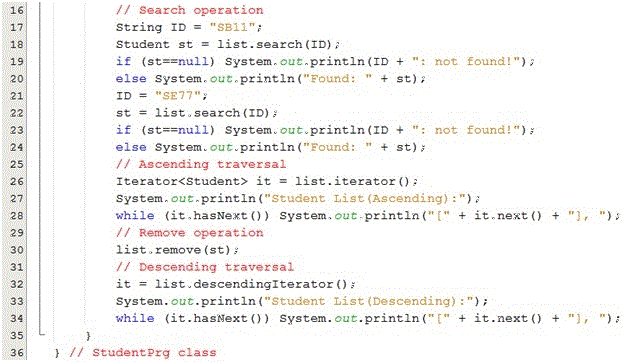 16 // Search operation
17 String ID = "SB11";
18 Student st = list.search(ID);
19 if (st==null) System.out.println(ID + ": not found!");
20 else System.out.println("Found: " + st);
21 ID = "SE77";
22 st = list.search(ID);
23 if (st==null) System.out.println(ID + ": not found!");
24 else System.out.println("Found: " + st);
25 // Ascending traversal
26 Iterator<Student> it = list.iterator();
27 System.out.println("Student List(Ascending):");
28 while (it.hasNext()) System.out.println("[" + it.next() + "], ");
29 // Remove operation
30 list.remove(st);
31 // Descending traversal
32 it = list.descendingIterator();
33 System.out.println("Student List(Descending):");
34 while (it.hasNext()) System.out.println("[" + it.next() + "], ");
35 }
36 } // StudentPrg class